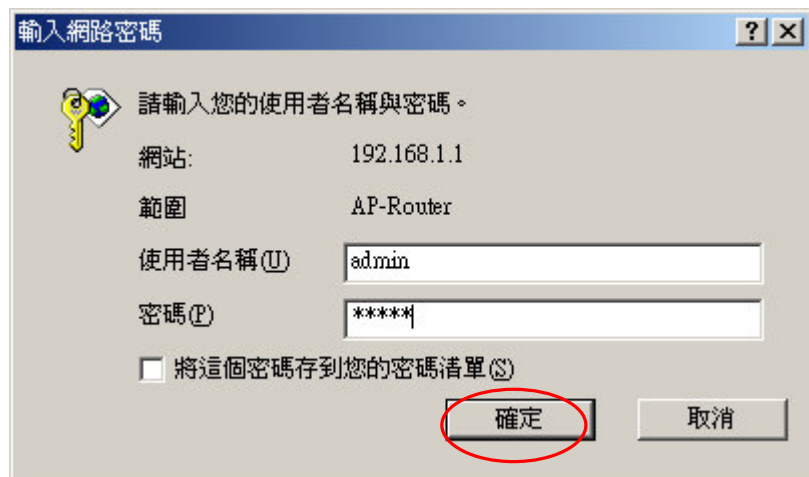 輸入網路密碼
請輸入您的使用者名稱與密碼。
網站: 192.168.1.1
範圍 AP-Router
使用者名稱(U) admin
密碼(P) *****
將這個密碼存到您的密碼清單(S)
確定 取消